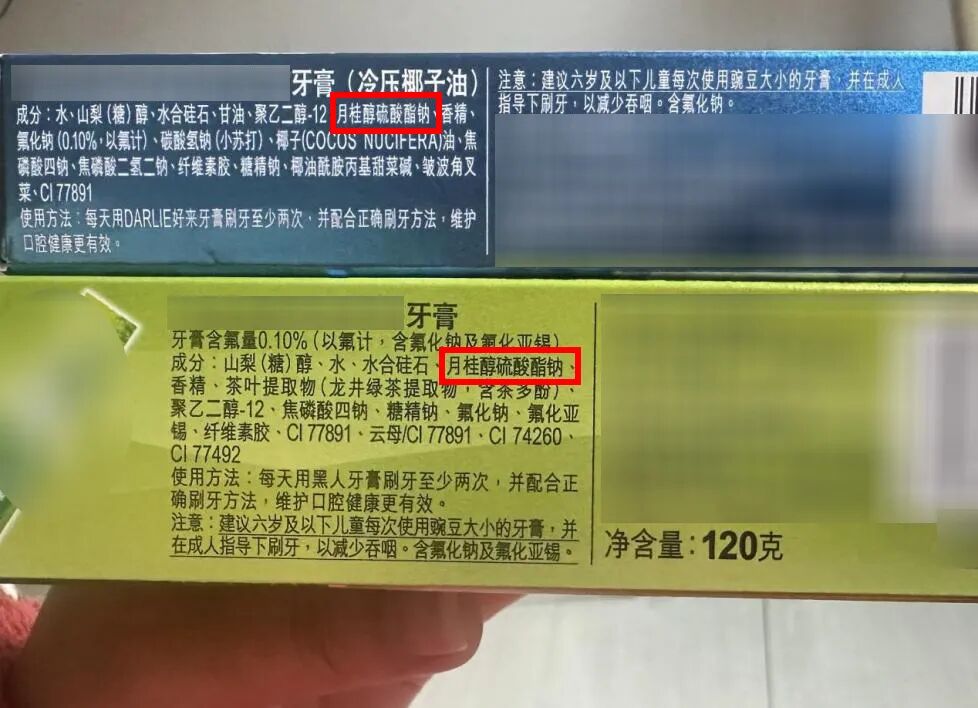 牙膏（冷压椰子油）
成分：水、山梨（糖）醇、水合硅石、甘油、聚乙二醇-12、月桂醇硫酸酯钠、香精、
氟化钠(0.10%，以氟计)、碳酸氢钠（小苏打）、椰子(COCOS NUCIFERA)油、焦
磷酸四钠、焦磷酸二氢二钠、纤维素胶、糖精钠、椰油酰胺丙基甜菜碱、皱波角叉
菜、CI 77891
使用方法：每天用DARLIE好来牙膏刷牙至少两次，并配合正确刷牙方法，维护
口腔健康更有效。
注意：建议六岁及以下儿童每次使用豌豆大小的牙膏，并在成人
指导下刷牙，以减少吞咽。含氟化钠。
牙膏
牙膏含氟量0.10%（以氟计，含氟化钠及氟化亚锡）
成分：山梨（糖）醇、水、水合硅石、月桂醇硫酸酯钠、
香精、茶叶提取物（龙井绿茶提取物，含茶多酚）、
聚乙二醇-12、焦磷酸四钠、糖精钠、氟化钠、氟化亚
锡、纤维素胶、CI 77891、云母/CI 77891、CI 74260、
CI 77492
使用方法：每天用黑人牙膏刷牙至少两次，并配合正
确刷牙方法，维护口腔健康更有效。
注意：建议六岁及以下儿童每次使用豌豆大小的牙膏，并
在成人指导下刷牙，以减少吞咽。含氟化钠及氟化亚锡。
净含量：120克